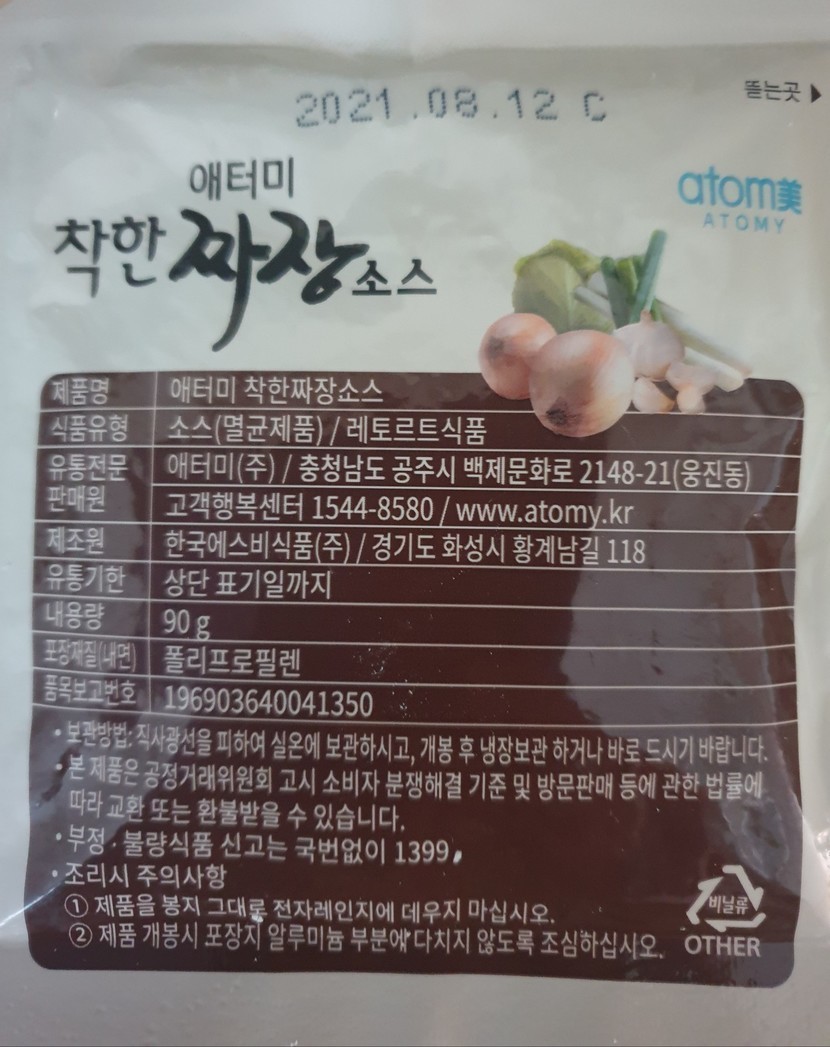 2021.08.12 C
뜯는곳 ▶
애터미
착한 짜장 소스
atom美
ATOMY
제품명 애터미 착한짜장소스
식품유형 소스(멸균제품) / 레토르트식품
유통전문 판매원 애터미(주) / 충청남도 공주시 백제문화로 2148-21(웅진동)
고객행복센터 1544-8580 / www.atomy.kr
제조원 한국에스비식품(주) / 경기도 화성시 황계남길 118
유통기한 상단 표기일까지
내용량 90 g
포장재질(내면) 폴리프로필렌
품목보고번호 196903640041350
• 보관방법: 직사광선을 피하여 실온에 보관하시고, 개봉 후 냉장보관 하거나 바로 드시기 바랍니다.
• 본 제품은 공정거래위원회 고시 소비자 분쟁해결 기준 및 방문판매 등에 관한 법률에
따라 교환 또는 환불받을 수 있습니다.
• 부정 · 불량식품 신고는 국번없이 1399,
• 조리시 주의사항
① 제품을 봉지 그대로 전자레인지에 데우지 마십시오.
② 제품 개봉시 포장지 알루미늄 부분에 다치지 않도록 조심하십시오.
비닐류
OTHER